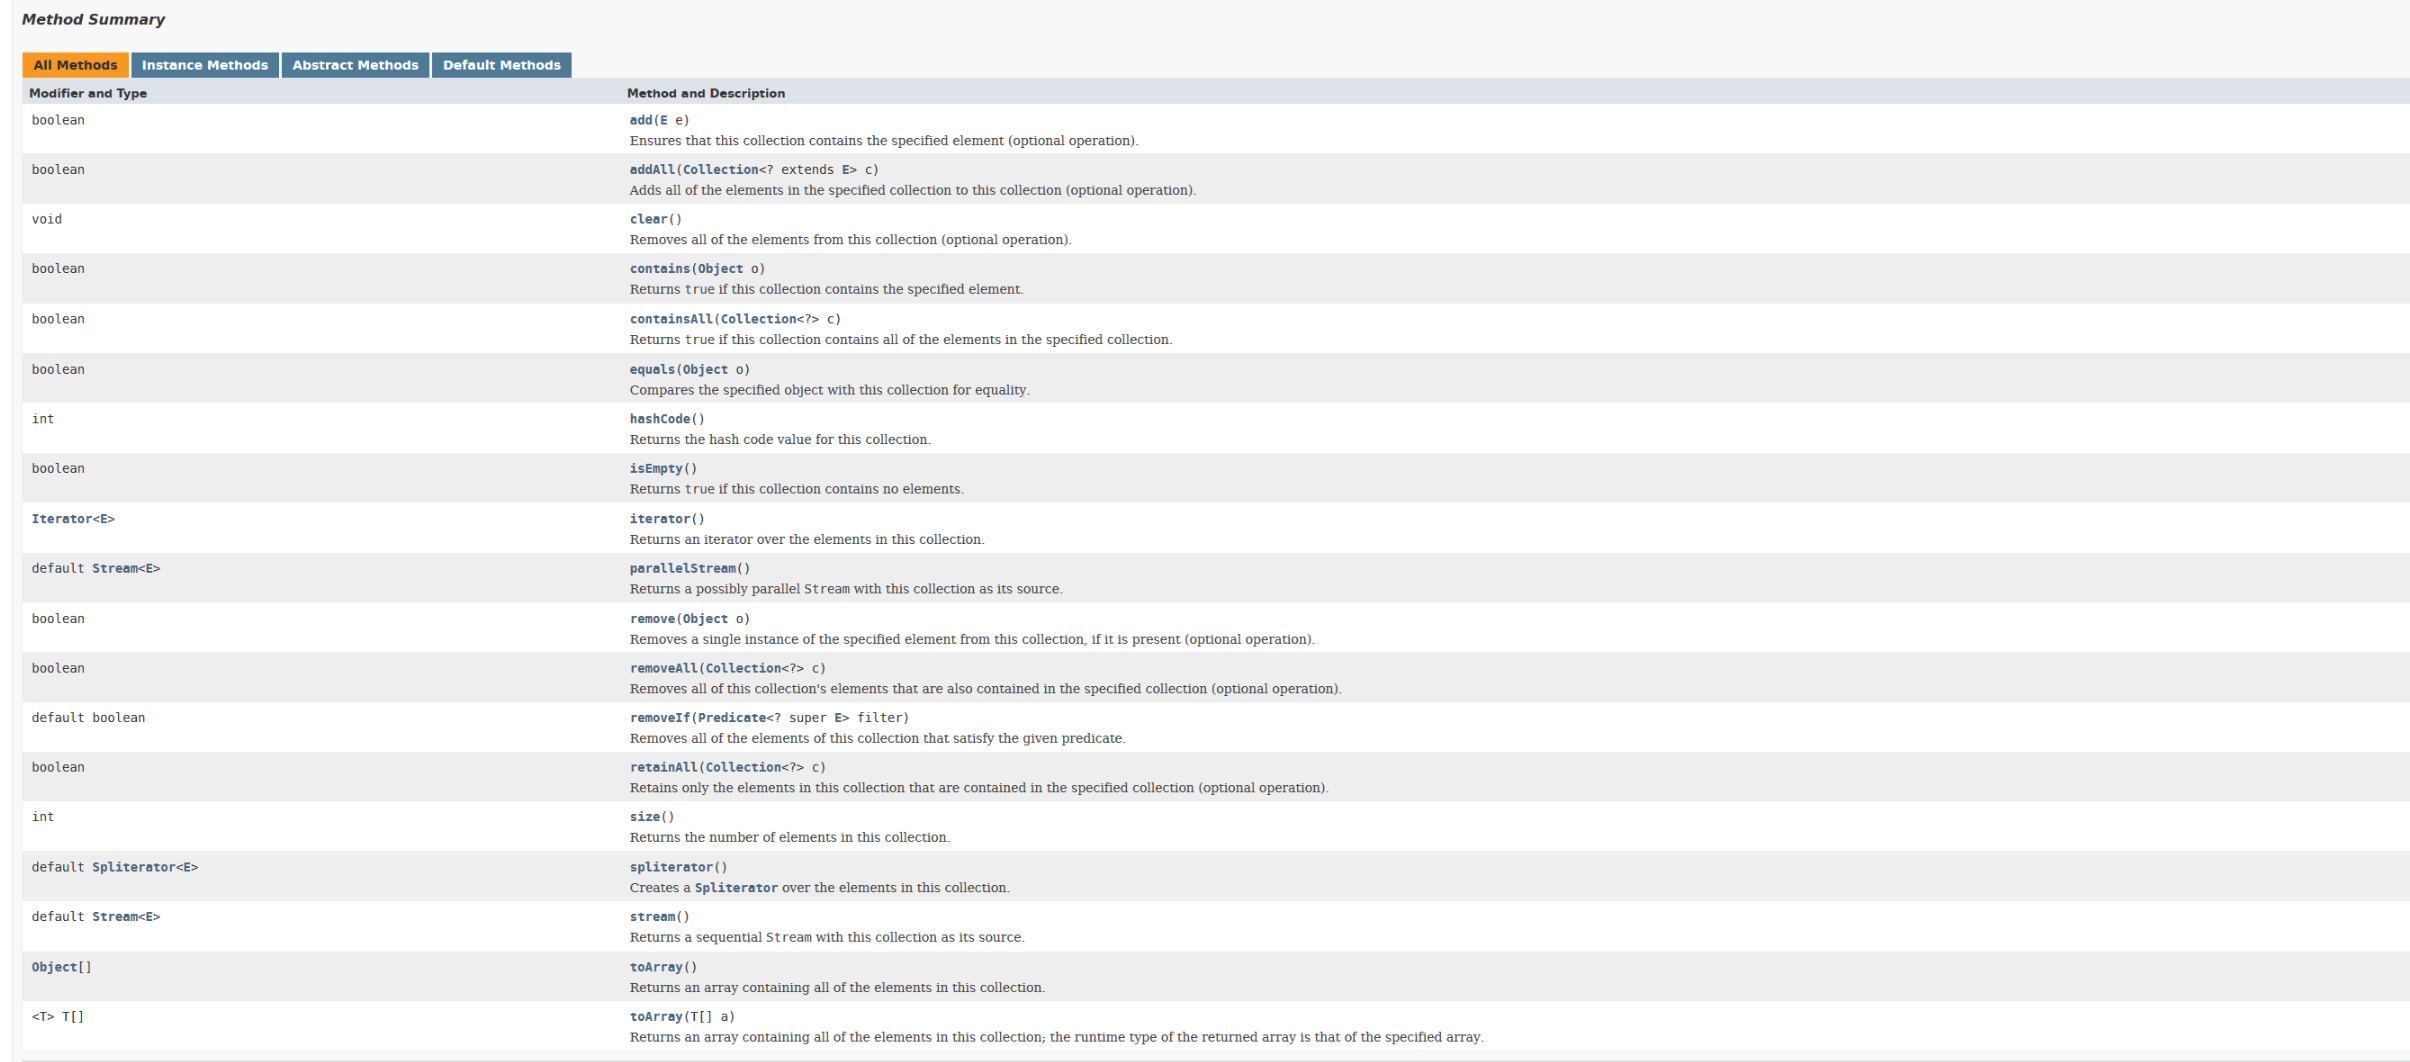 Method Summary
All Methods Instance Methods Abstract Methods Default Methods
Modifier and Type Method and Description
boolean add(E e)
Ensures that this collection contains the specified element (optional operation).
boolean addAll(Collection<? extends E> c)
Adds all of the elements in the specified collection to this collection (optional operation).
void clear()
Removes all of the elements from this collection (optional operation).
boolean contains(Object o)
Returns true if this collection contains the specified element.
boolean containsAll(Collection<?> c)
Returns true if this collection contains all of the elements in the specified collection.
boolean equals(Object o)
Compares the specified object with this collection for equality.
int hashCode()
Returns the hash code value for this collection.
boolean isEmpty()
Returns true if this collection contains no elements.
Iterator<E> iterator()
Returns an iterator over the elements in this collection.
default Stream<E> parallelStream()
Returns a possibly parallel Stream with this collection as its source.
boolean remove(Object o)
Removes a single instance of the specified element from this collection, if it is present (optional operation).
boolean removeAll(Collection<?> c)
Removes all of this collection's elements that are also contained in the specified collection (optional operation).
default boolean removeIf(Predicate<? super E> filter)
Removes all of the elements of this collection that satisfy the given predicate.
boolean retainAll(Collection<?> c)
Retains only the elements in this collection that are contained in the specified collection (optional operation).
int size()
Returns the number of elements in this collection.
default Spliterator<E> spliterator()
Creates a Spliterator over the elements in this collection.
default Stream<E> stream()
Returns a sequential Stream with this collection as its source.
Object[] toArray()
Returns an array containing all of the elements in this collection.
<T> T[] toArray(T[] a)
Returns an array containing all of the elements in this collection; the runtime type of the returned array is that of the specified array.